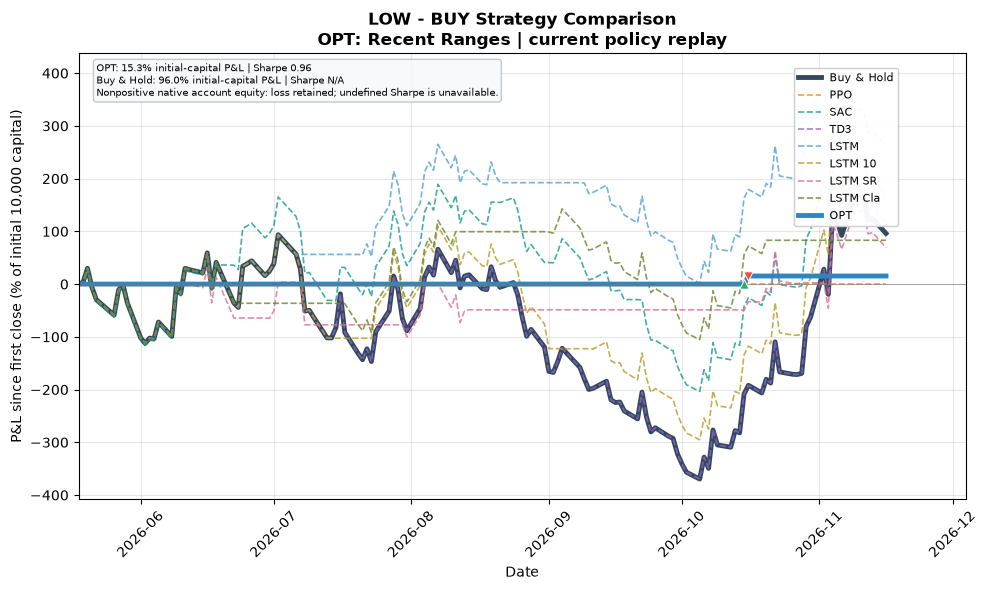 LOW - BUY Strategy Comparison
OPT: Recent Ranges | current policy replay
OPT: 15.3% initial-capital P&L | Sharpe 0.96
Buy & Hold: 96.0% initial-capital P&L | Sharpe N/A
Nonpositive native account equity: loss retained; undefined Sharpe is unavailable.
Buy & Hold
PPO
SAC
TD3
LSTM
LSTM 10
LSTM SR
LSTM Cla
OPT
P&L since first close (% of initial 10,000 capital)
400
300
200
100
0
−100
−200
−300
−400
2026-06
2026-07
2026-08
2026-09
2026-10
2026-11
2026-12
Date